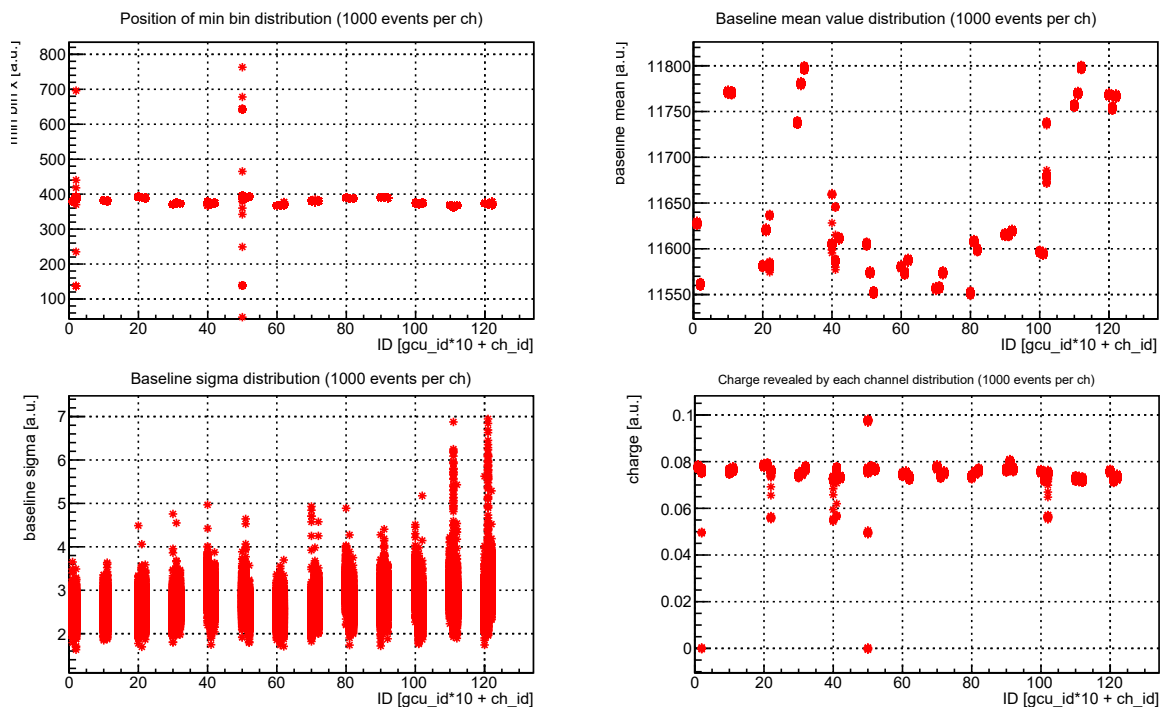 Position of min bin distribution (1000 events per ch)
min bin x [a.u.]
800
700
600
500
400
300
200
100
0 20 40 60 80 100 120
ID [gcu_id*10 + ch_id]
Baseline mean value distribution (1000 events per ch)
baseline mean [a.u.]
11800
11750
11700
11650
11600
11550
0 20 40 60 80 100 120
ID [gcu_id*10 + ch_id]
Baseline sigma distribution (1000 events per ch)
baseline sigma [a.u.]
7
6
5
4
3
2
0 20 40 60 80 100 120
ID [gcu_id*10 + ch_id]
Charge revealed by each channel distribution (1000 events per ch)
charge [a.u.]
0.1
0.08
0.06
0.04
0.02
0
0 20 40 60 80 100 120
ID [gcu_id*10 + ch_id]